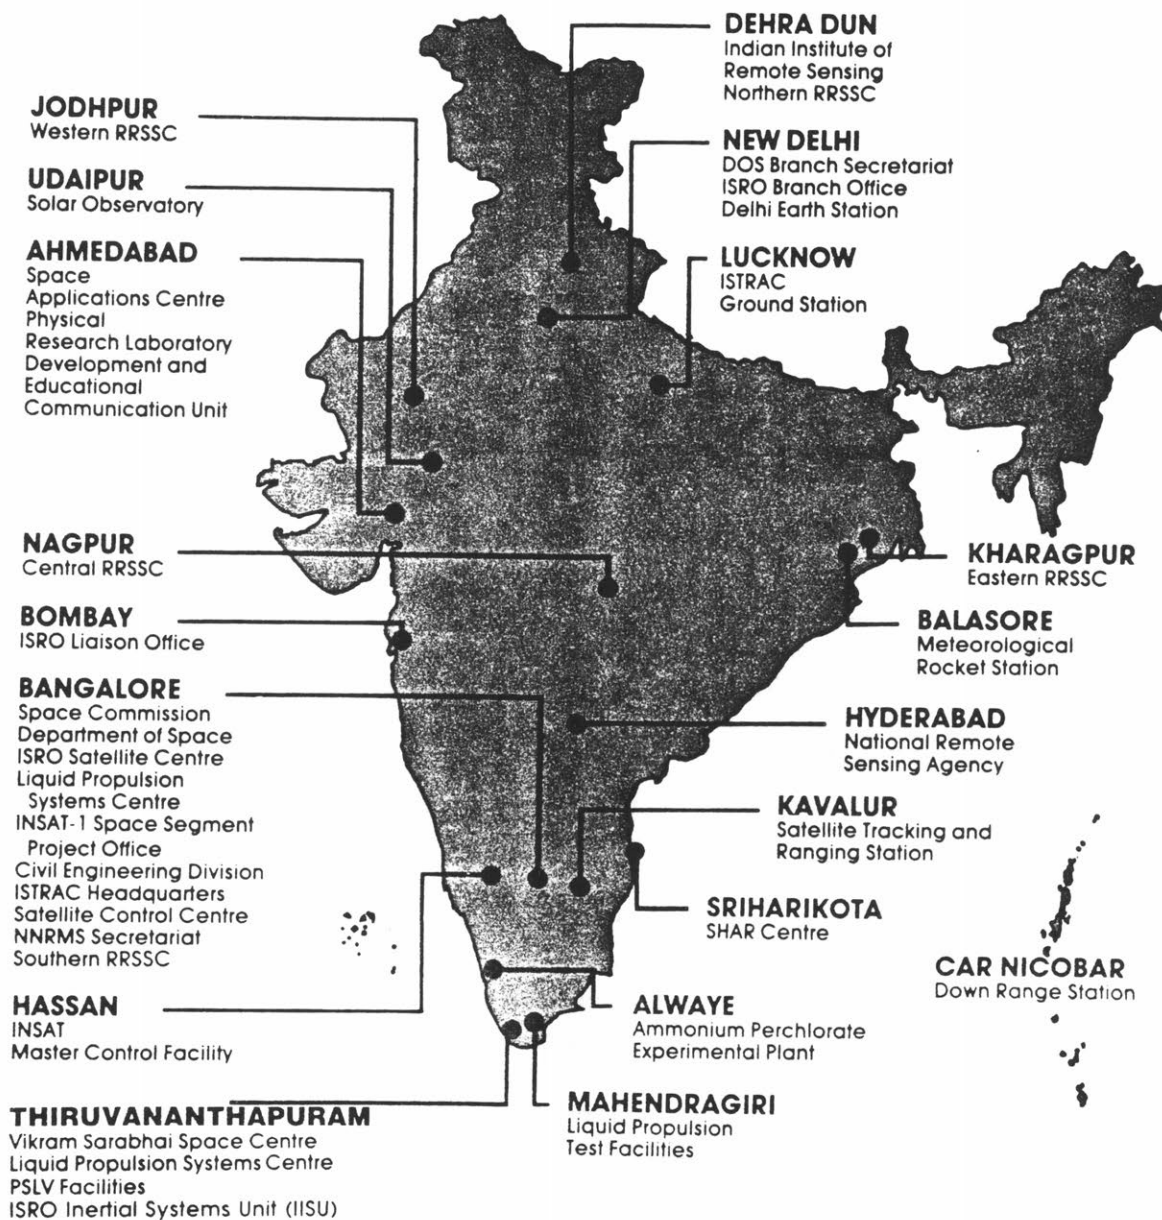 DEHRA DUN
Indian Institute of
Remote Sensing
Northern RRSSC
JODHPUR
Western RRSSC
NEW DELHI
DOS Branch Secretariat
ISRO Branch Office
Delhi Earth Station
UDAIPUR
Solar Observatory
AHMEDABAD
Space
Applications Centre
Physical
Research Laboratory
Development and
Educational
Communication Unit
LUCKNOW
ISTRAC
Ground Station
NAGPUR
Central RRSSC
KHARAGPUR
Eastern RRSSC
BOMBAY
ISRO Liaison Office
BALASORE
Meteorological
Rocket Station
BANGALORE
Space Commission
Department of Space
ISRO Satellite Centre
Liquid Propulsion
Systems Centre
INSAT-1 Space Segment
Project Office
Civil Engineering Division
ISTRAC Headquarters
Satellite Control Centre
NNRMS Secretariat
Southern RRSSC
HYDERABAD
National Remote
Sensing Agency
KAVALUR
Satellite Tracking and
Ranging Station
SRIHARIKOTA
SHAR Centre
CAR NICOBAR
Down Range Station
HASSAN
INSAT
Master Control Facility
ALWAYE
Ammonium Perchlorate
Experimental Plant
THIRUVANANTHAPURAM
Vikram Sarabhai Space Centre
Liquid Propulsion Systems Centre
PSLV Facilities
ISRO Inertial Systems Unit (IISU)
MAHENDRAGIRI
Liquid Propulsion
Test Facilities